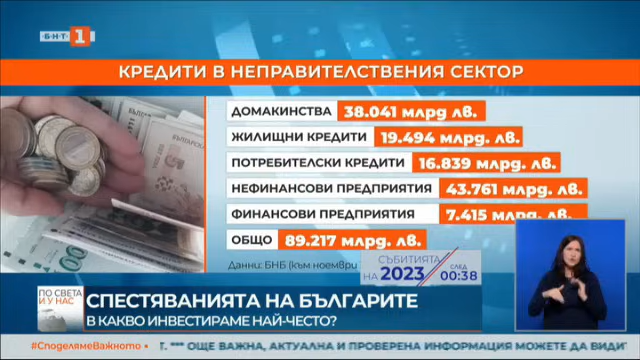 БНТ 1
КРЕДИТИ В НЕПРАВИТЕЛСТВЕНИЯ СЕКТОР
ДОМАКИНСТВА 38.041 МЛРД ЛВ.
ЖИЛИЩНИ КРЕДИТИ 19.494 МЛРД. ЛВ.
ПОТРЕБИТЕЛСКИ КРЕДИТИ 16.839 МЛРД. ЛВ.
НЕФИНАНСОВИ ПРЕДПРИЯТИЯ 43.761 МЛРД. ЛВ.
ФИНАНСОВИ ПРЕДПРИЯТИЯ 7.415 МЛРД. ЛВ.
ОБЩО 89.217 МЛРД. ЛВ.
Данни: БНБ (към ноември
СЪБИТИЯТА
НА 2023
СЛЕД
00:38
ПО СВЕТА
И У НАС
СПЕСТЯВАНИЯТА НА БЪЛГАРИТЕ
В КАКВО ИНВЕСТИРАМЕ НАЙ-ЧЕСТО?
#СподелямеВажното Т. *** ОЩЕ ВАЖНА, АКТУАЛНА И ПРОВЕРЕНА ИНФОРМАЦИЯ МОЖЕТЕ ДА ВИДИ